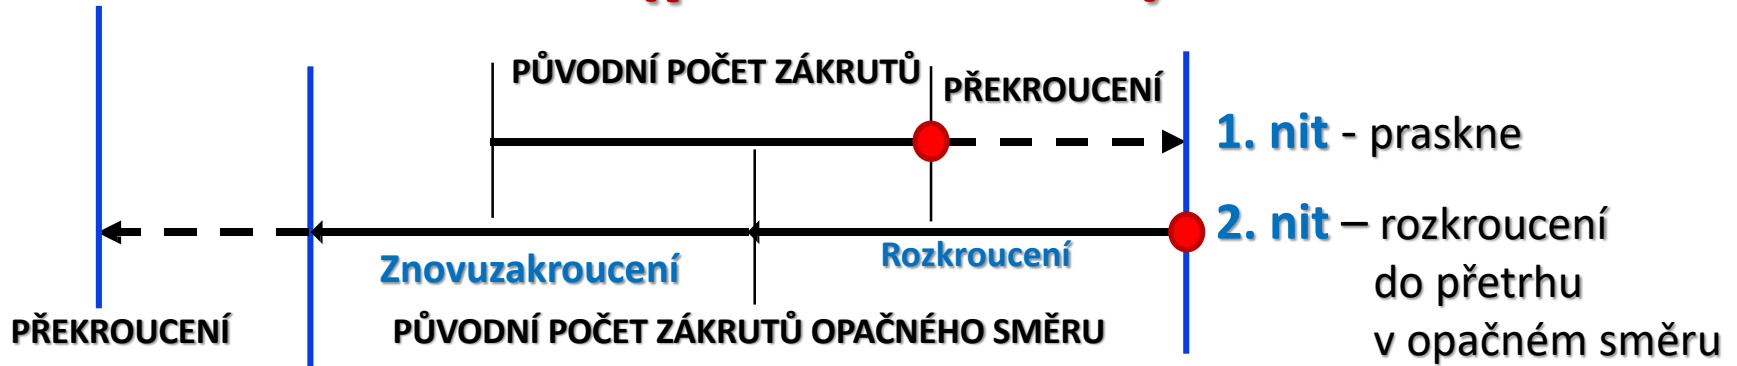 PŮVODNÍ POČET ZÁKRUTŮ
PŘEKROUCENÍ
1. nit - praskne
2. nit – rozkroucení
do přetrhu
v opačném směru
Znovuzakroucení
Rozkroucení
PŘEKROUCENÍ
PŮVODNÍ POČET ZÁKRUTŮ OPAČNÉHO SMĚRU